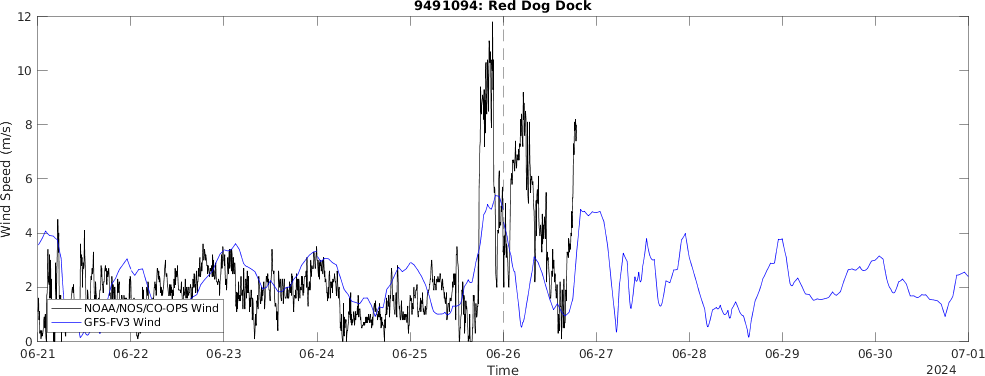 9491094: Red Dog Dock
12
10
8
6
4
2
0
Wind Speed (m/s)
NOAA/NOS/CO-OPS Wind
GFS-FV3 Wind
06-21 06-22 06-23 06-24 06-25 06-26 06-27 06-28 06-29 06-30 07-01
Time
2024